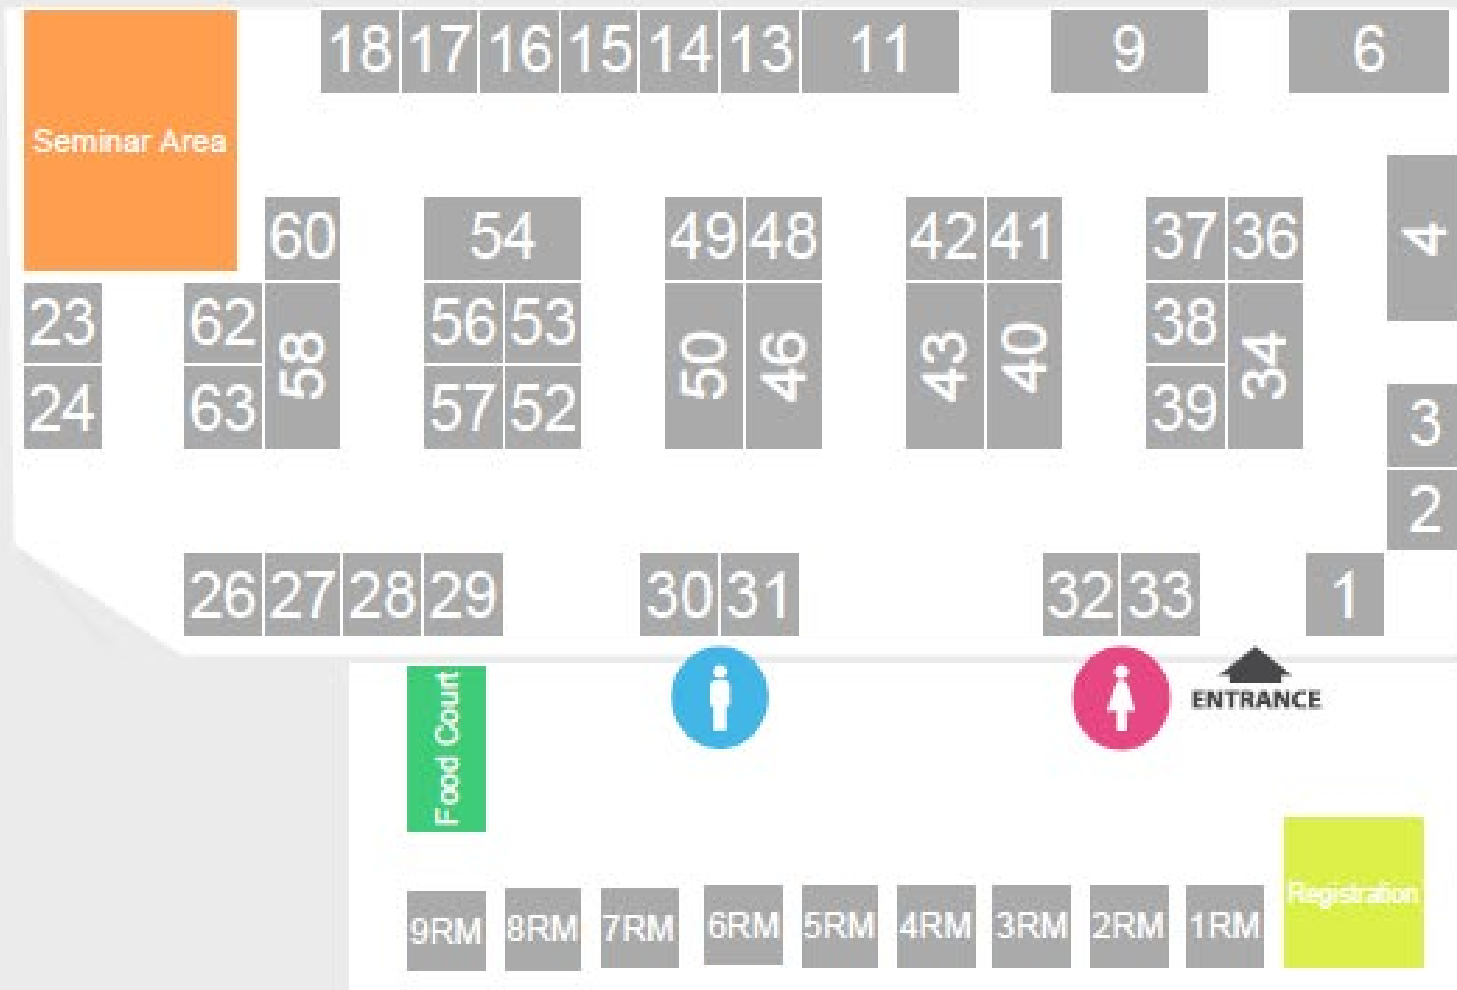 18 17 16 15 14 13 11 9 6
Seminar Area
4
60 54 49 48 42 41 37 36
23 62 58 56 53 50 46 43 40 38 34
24 63 57 52 39 3
2
26 27 28 29 30 31 32 33 1
Food Court
ENTRANCE
Registration
9RM 8RM 7RM 6RM 5RM 4RM 3RM 2RM 1RM